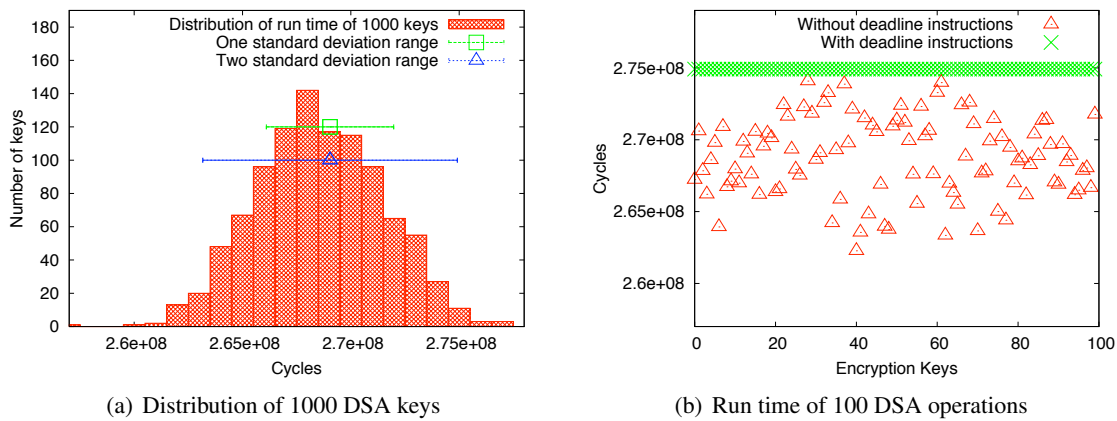 180
160
140
120
100
80
60
40
20
0
Number of keys
Distribution of run time of 1000 keys
One standard deviation range
Two standard deviation range
2.6e+08 2.65e+08 2.7e+08 2.75e+08
Cycles
(a) Distribution of 1000 DSA keys
Without deadline instructions
With deadline instructions
2.75e+08
2.7e+08
2.65e+08
2.6e+08
Cycles
0 20 40 60 80 100
Encryption Keys
(b) Run time of 100 DSA operations